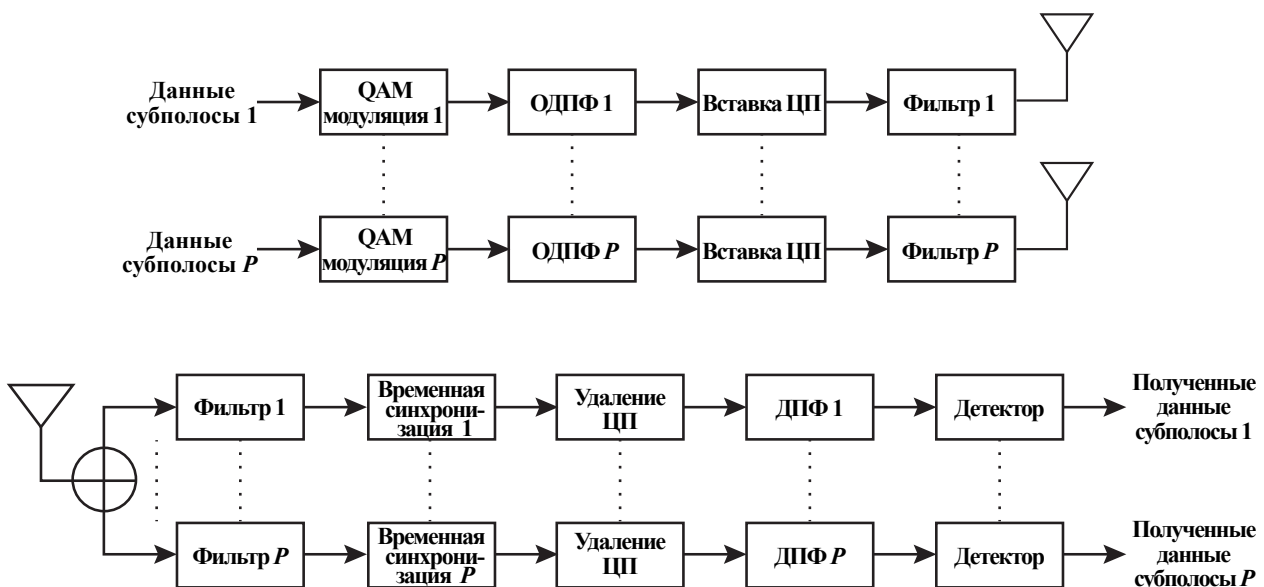 Данные
субполосы 1
QAM
модуляция 1
ОДПФ 1
Вставка ЦП
Фильтр 1
Данные
субполосы P
QAM
модуляция P
ОДПФ P
Вставка ЦП
Фильтр P
Фильтр 1
Временная
синхрони-
зация 1
Удаление
ЦП
ДПФ 1
Детектор
Полученные
данные
субполосы 1
Фильтр P
Временная
синхрони-
зация P
Удаление
ЦП
ДПФ P
Детектор
Полученные
данные
субполосы P